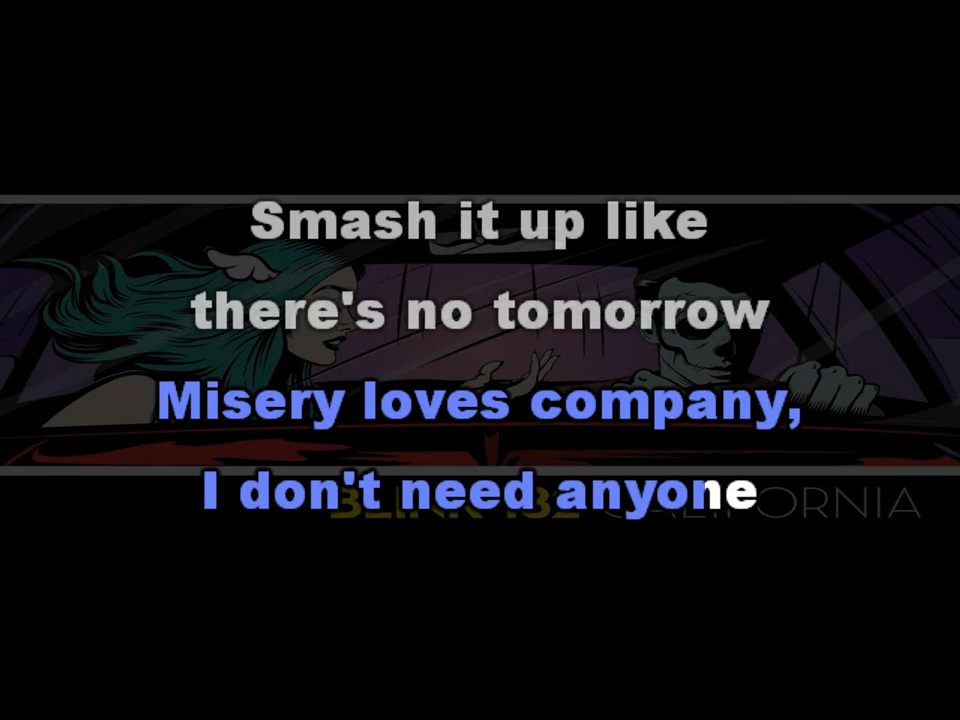 Smash it up like
there's no tomorrow
Misery loves company,
I don't need anyone
BLINK-182 CALIFORNIA